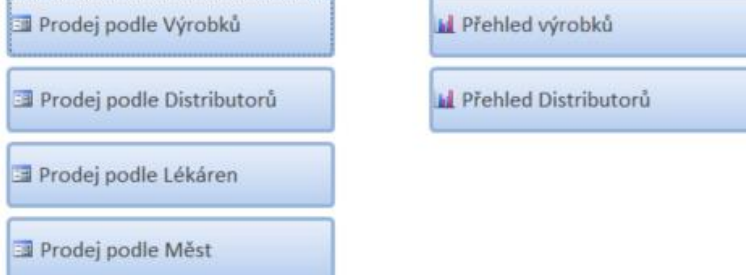 Prodej podle Výrobků
Přehled výrobků
Prodej podle Distributorů
Přehled Distributorů
Prodej podle Lékáren
Prodej podle Měst